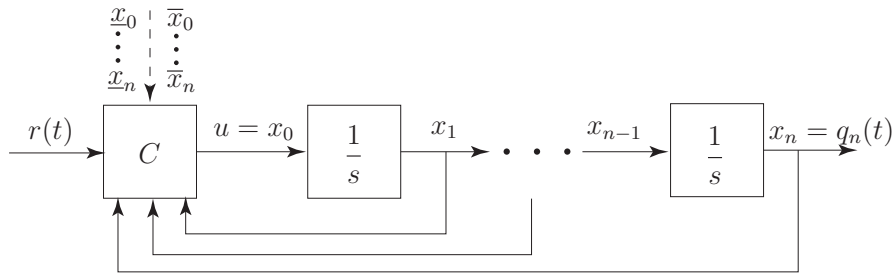 x̲₀ x̅₀
x̲ₙ x̅ₙ
r(t) C u = x₀ 1/s x₁ · · · xₙ₋₁ 1/s xₙ = qₙ(t)